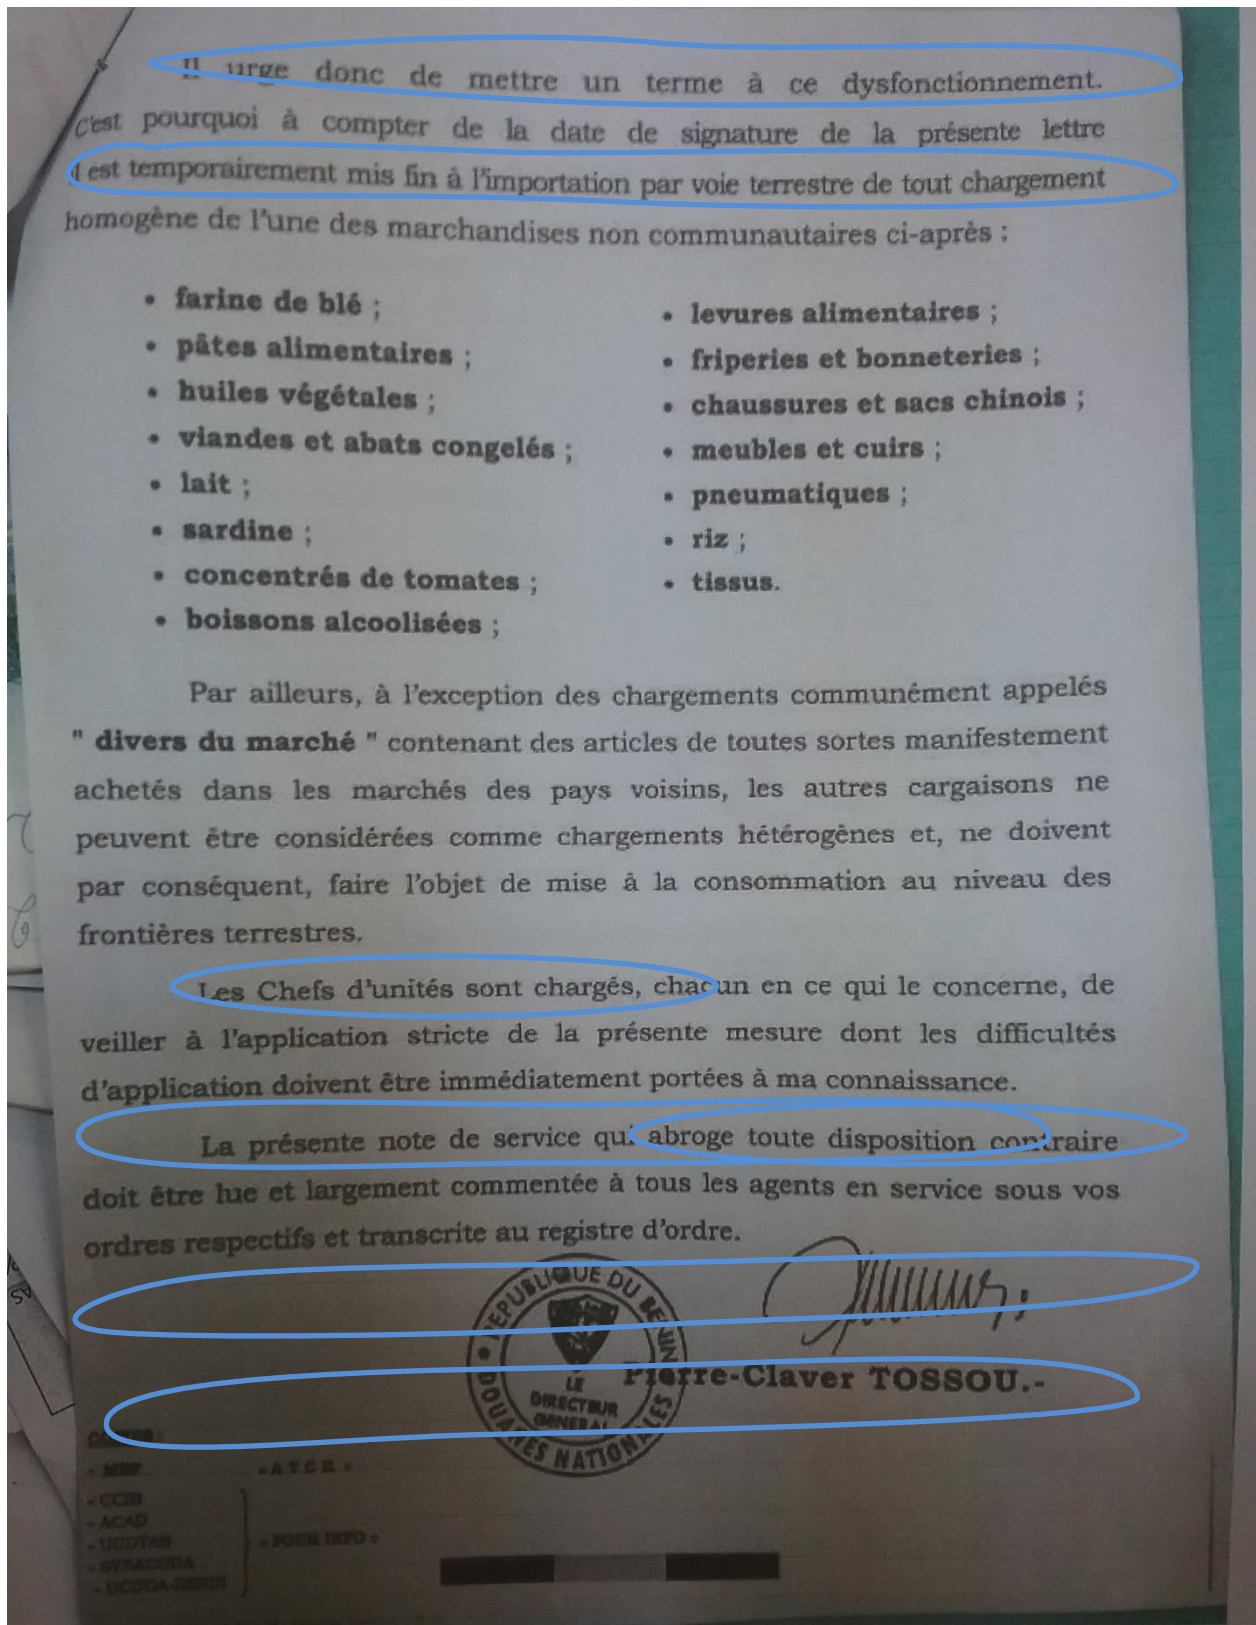 Il urge donc de mettre un terme à ce dysfonctionnement.
C'est pourquoi à compter de la date de signature de la présente lettre
il est temporairement mis fin à l'importation par voie terrestre de tout chargement
homogène de l'une des marchandises non communautaires ci-après :
• farine de blé ;
• pâtes alimentaires ;
• huiles végétales ;
• viandes et abats congelés ;
• lait ;
• sardine ;
• concentrés de tomates ;
• boissons alcoolisées ;
• levures alimentaires ;
• friperies et bonneteries ;
• chaussures et sacs chinois ;
• meubles et cuirs ;
• pneumatiques ;
• riz ;
• tissus.
Par ailleurs, à l'exception des chargements communément appelés
" divers du marché " contenant des articles de toutes sortes manifestement
achetés dans les marchés des pays voisins, les autres cargaisons ne
peuvent être considérées comme chargements hétérogènes et, ne doivent
par conséquent, faire l'objet de mise à la consommation au niveau des
frontières terrestres.
Les Chefs d'unités sont chargés, chacun en ce qui le concerne, de
veiller à l'application stricte de la présente mesure dont les difficultés
d'application doivent être immédiatement portées à ma connaissance.
La présente note de service qui abroge toute disposition contraire
doit être lue et largement commentée à tous les agents en service sous vos
ordres respectifs et transcrite au registre d'ordre.
REPUBLIQUE DU BENIN
LE
DIRECTEUR
GENERAL
DOUANES NATIONALES
Pierre-Claver TOSSOU.-
- CCIB
- ACAD
« POUR INFO »